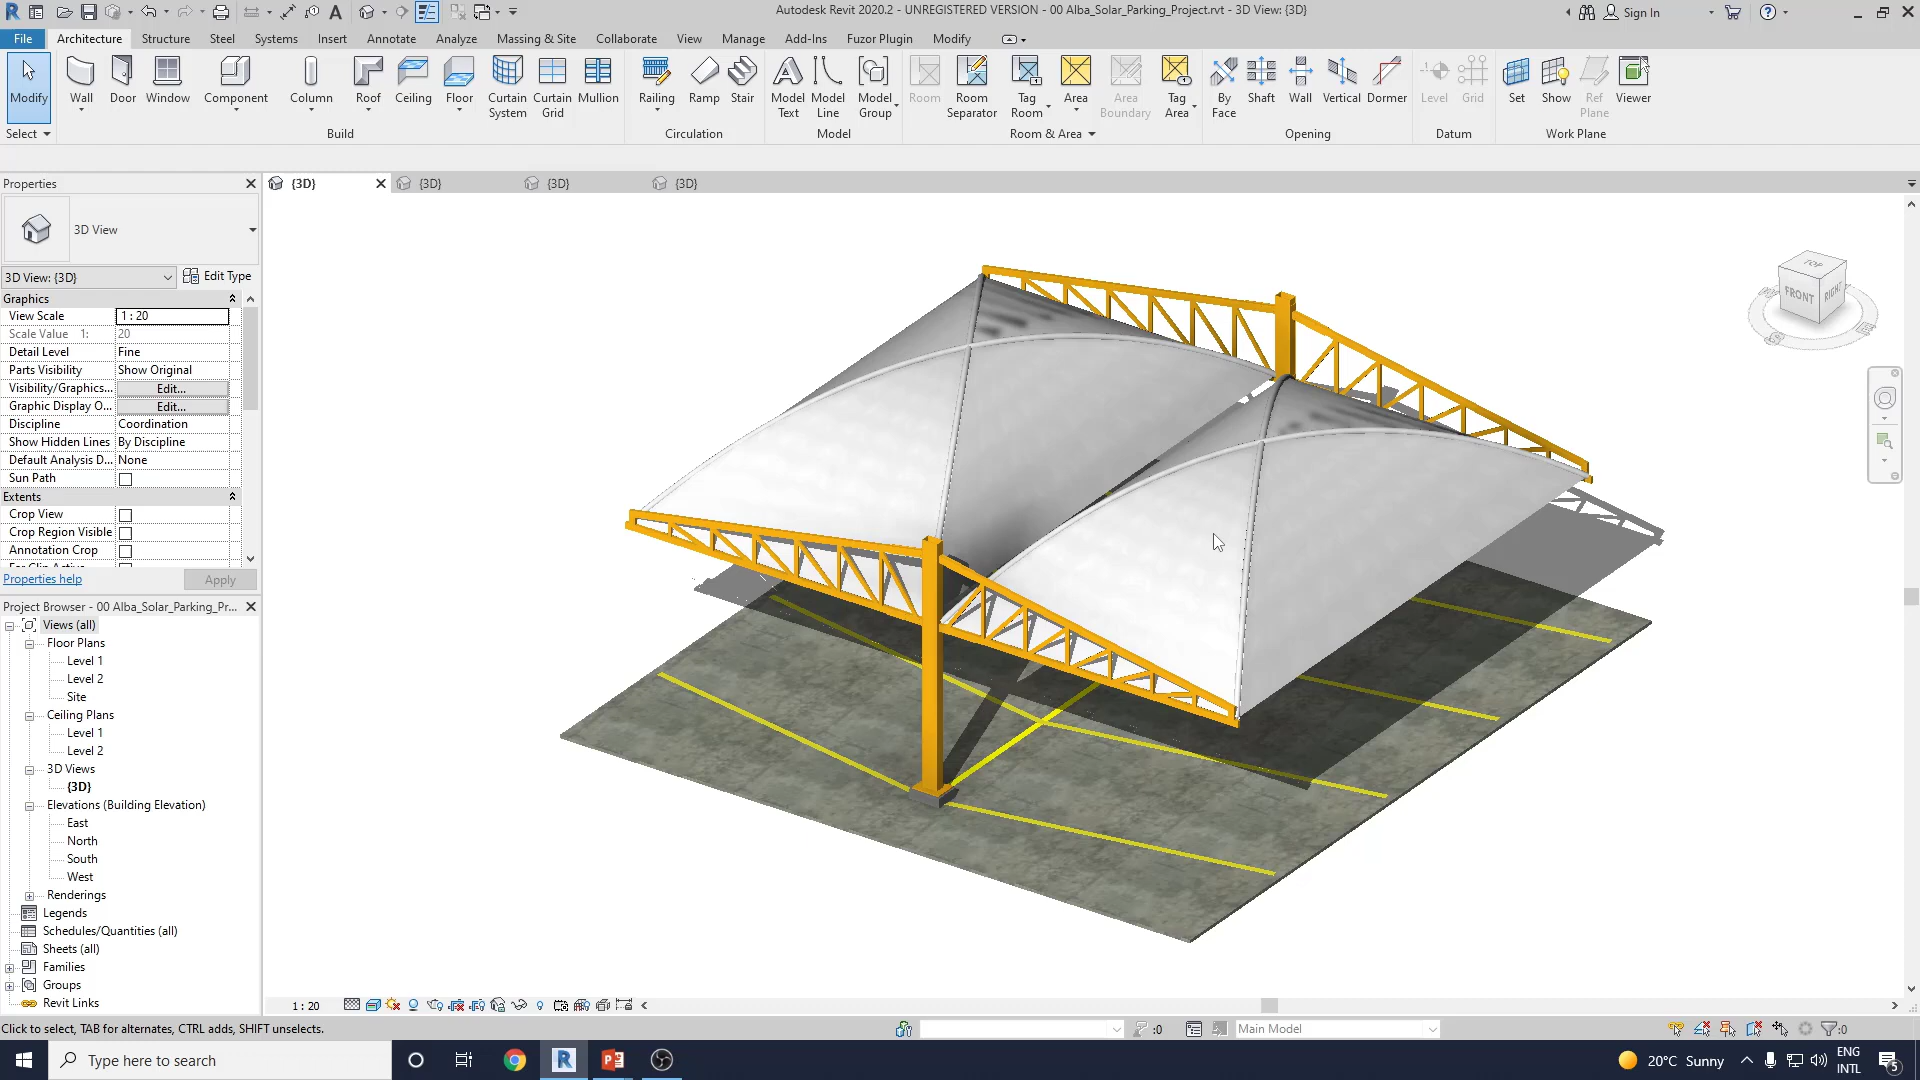 Autodesk Revit 2020.2 - UNREGISTERED VERSION - 00 Alba_Solar_Parking_Project.rvt - 3D View: {3D}
Sign In
File Architecture Structure Steel Systems Insert Annotate Analyze Massing & Site Collaborate View Manage Add-Ins Fuzor Plugin Modify
Modify Wall Door Window Component Column Roof Ceiling Floor Curtain System Curtain Grid Mullion Railing Ramp Stair Model Text Model Line Model Group Room Room Separator Tag Room Area Area Boundary Tag Area By Face Shaft Wall Vertical Dormer Level Grid Set Show Ref Plane Viewer
Select Build Circulation Model Room & Area Opening Datum Work Plane
Properties
{3D} {3D} {3D} {3D}
3D View
3D View: {3D} Edit Type
Graphics
View Scale 1 : 20
Scale Value 1: 20
Detail Level Fine
Parts Visibility Show Original
Visibility/Graphics... Edit...
Graphic Display O... Edit...
Discipline Coordination
Show Hidden Lines By Discipline
Default Analysis D... None
Sun Path
Extents
Crop View
Crop Region Visible
Annotation Crop
Properties help Apply
TOP
FRONT RIGHT
Project Browser - 00 Alba_Solar_Parking_Pr...
Views (all)
Floor Plans
Level 1
Level 2
Site
Ceiling Plans
Level 1
Level 2
3D Views
{3D}
Elevations (Building Elevation)
East
North
South
West
Renderings
Legends
Schedules/Quantities (all)
Sheets (all)
Families
Groups
Revit Links
1 : 20
Click to select, TAB for alternates, CTRL adds, SHIFT unselects.
:0
Main Model
:0
Type here to search
20°C Sunny
ENG
INTL
5